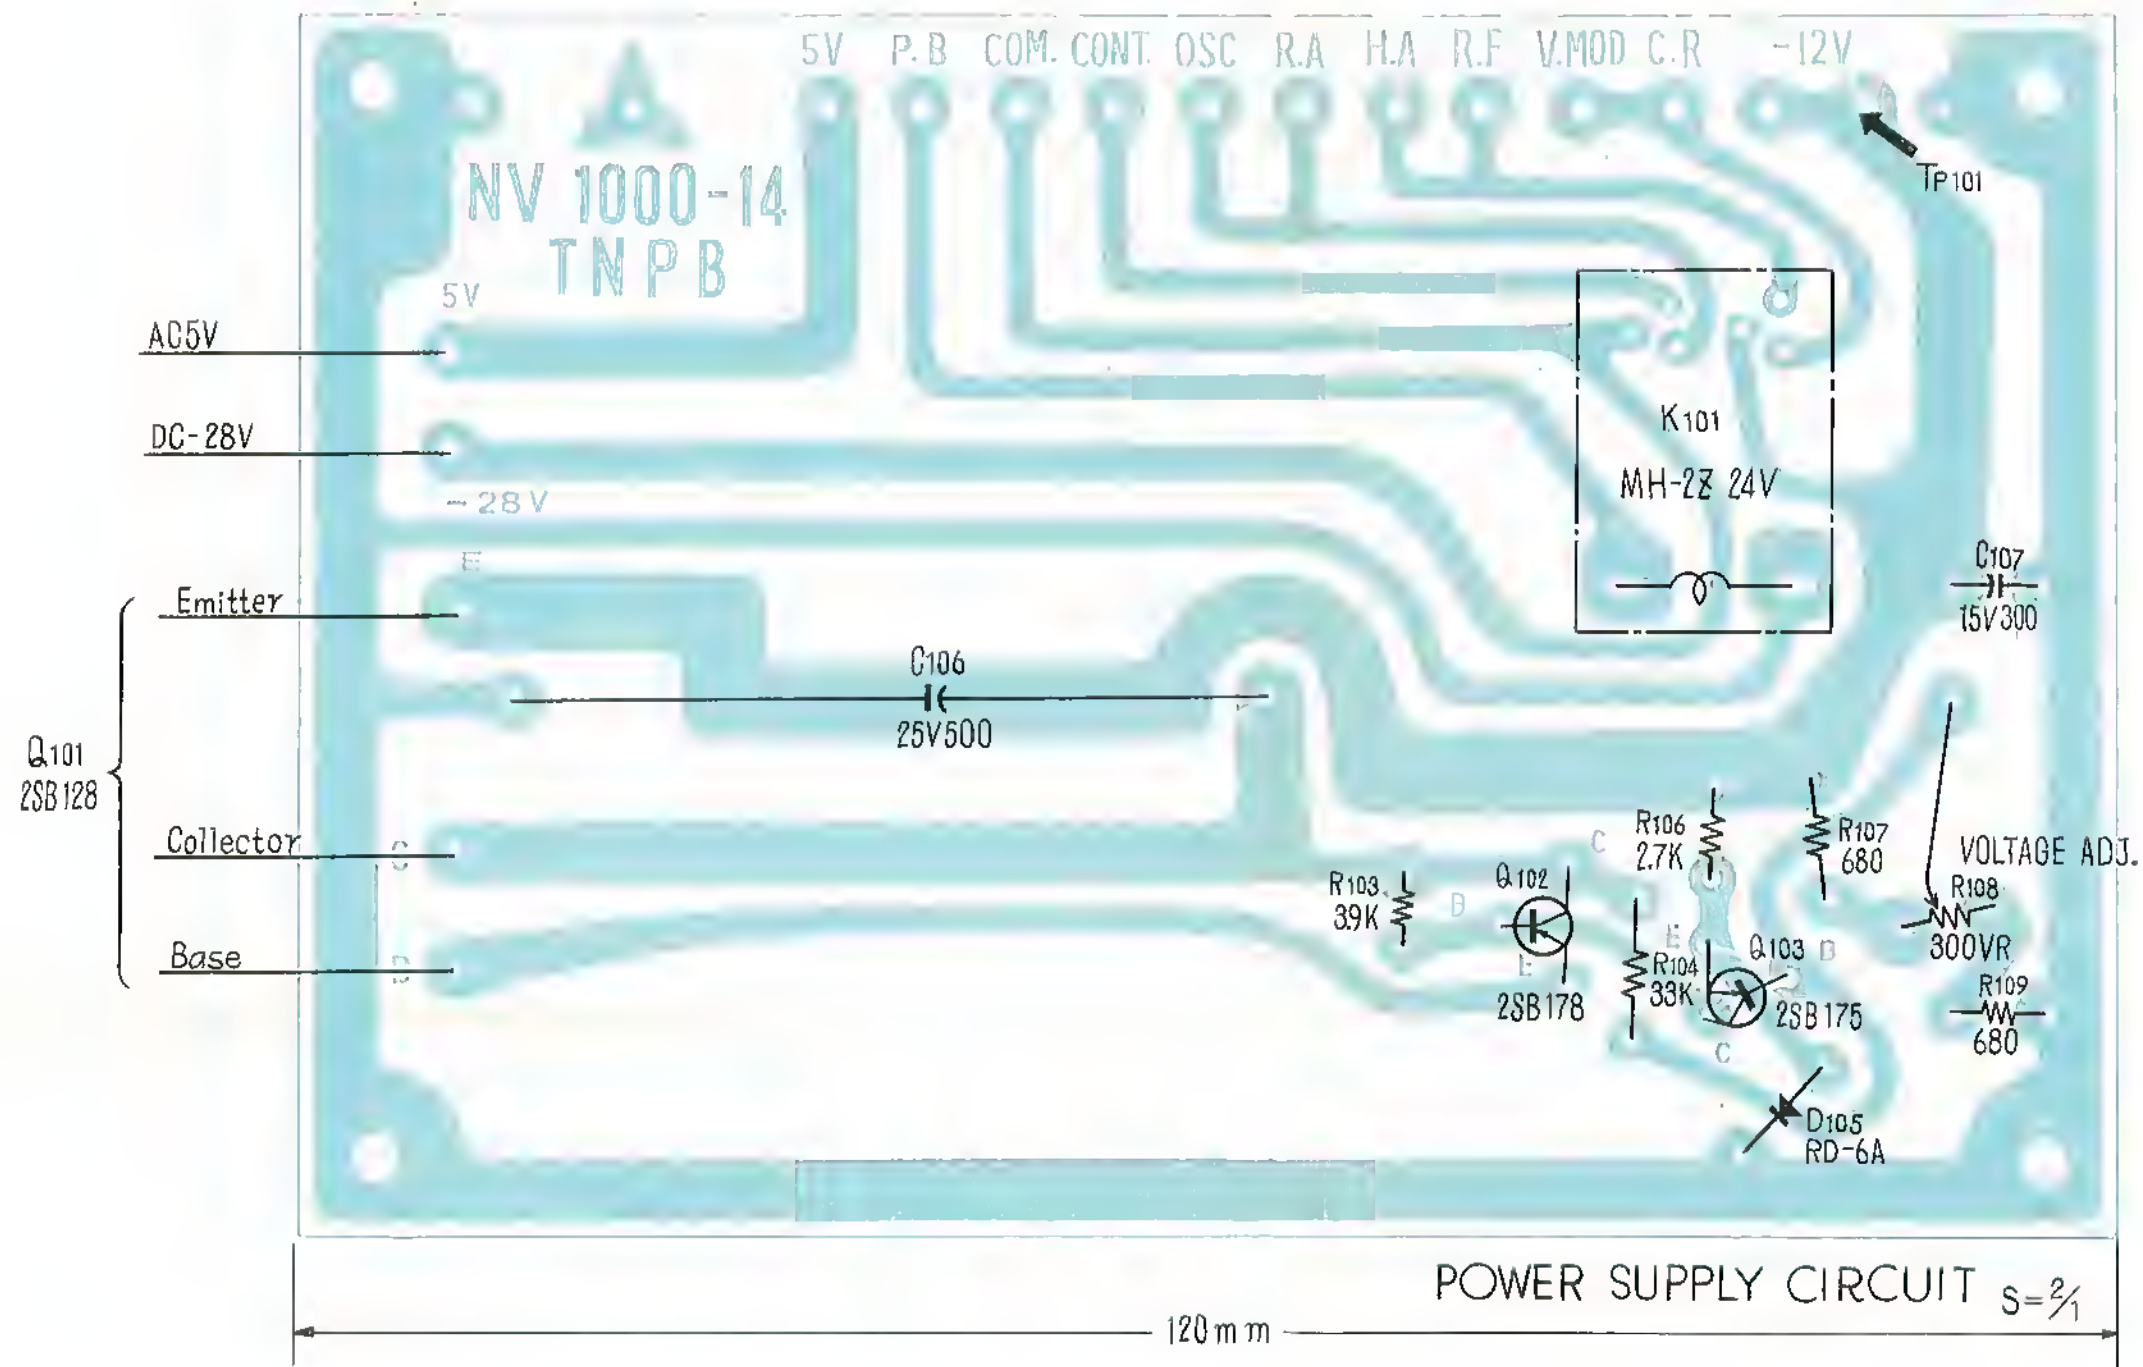 5V P.B COM. CONT. OSC R.A H.A R.F V.MOD C.R -12V
TP101
NV 1000-14
TNPB
5V
AC5V
DC-28V
-28V
K101
MH-2Z 24V
E
Emitter
C107
15V300
C106
25V500
Q101
2SB128
Collector
C
R106
2.7K
C
R107
680
VOLTAGE ADJ.
R108
300VR
R103
39K
B
Q102
E
2SB178
R104
33K
E
Q103
B
2SB175
C
R109
680
Base
B
D105
RD-6A
POWER SUPPLY CIRCUIT S=2/1
120mm